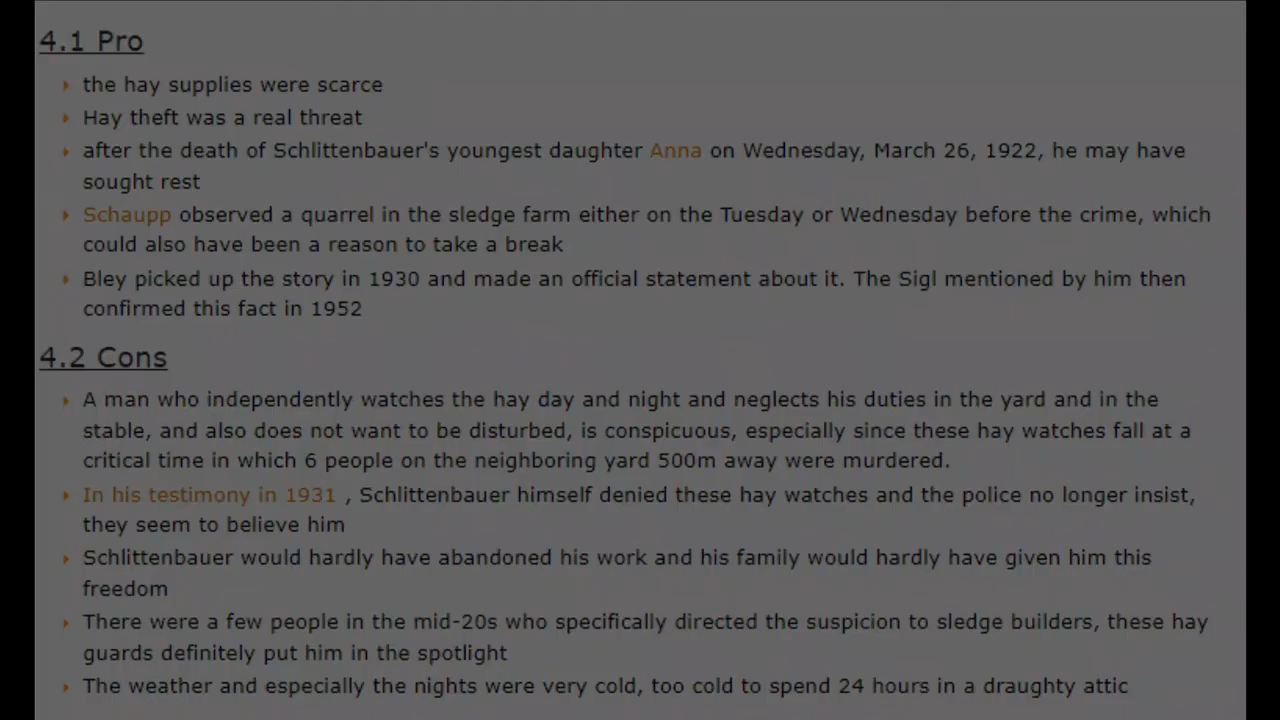 4.1 Pro
the hay supplies were scarce
Hay theft was a real threat
after the death of Schlittenbauer's youngest daughter Anna on Wednesday, March 26, 1922, he may have
sought rest
Schaupp observed a quarrel in the sledge farm either on the Tuesday or Wednesday before the crime, which
could also have been a reason to take a break
Bley picked up the story in 1930 and made an official statement about it. The Sigl mentioned by him then
confirmed this fact in 1952
4.2 Cons
A man who independently watches the hay day and night and neglects his duties in the yard and in the
stable, and also does not want to be disturbed, is conspicuous, especially since these hay watches fall at a
critical time in which 6 people on the neighboring yard 500m away were murdered.
In his testimony in 1931 , Schlittenbauer himself denied these hay watches and the police no longer insist,
they seem to believe him
Schlittenbauer would hardly have abandoned his work and his family would hardly have given him this
freedom
There were a few people in the mid-20s who specifically directed the suspicion to sledge builders, these hay
guards definitely put him in the spotlight
The weather and especially the nights were very cold, too cold to spend 24 hours in a draughty attic